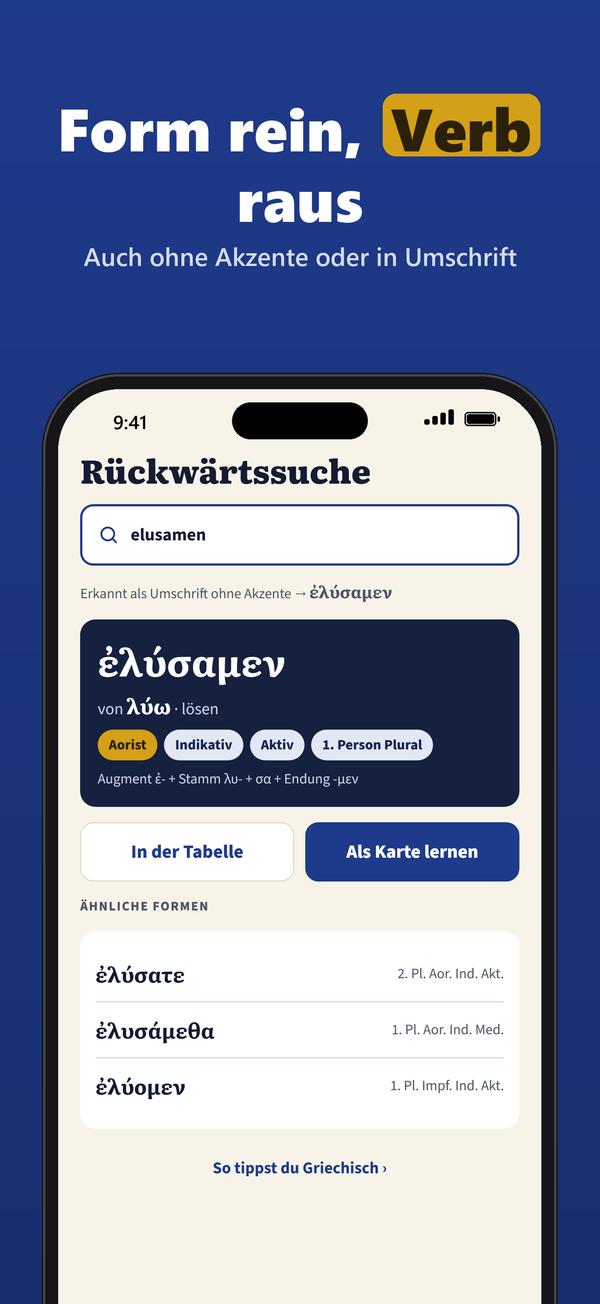 Form rein, Verb
raus
Auch ohne Akzente oder in Umschrift
9:41
Rückwärtssuche
elusamen
Erkannt als Umschrift ohne Akzente → ἐλύσαμεν
ἐλύσαμεν
von λύω · lösen
Aorist Indikativ Aktiv 1. Person Plural
Augment ἐ- + Stamm λυ- + σα + Endung -μεν
In der Tabelle Als Karte lernen
ÄHNLICHE FORMEN
ἐλύσατε 2. Pl. Aor. Ind. Akt.
ἐλυσάμεθα 1. Pl. Aor. Ind. Med.
ἐλύομεν 1. Pl. Impf. Ind. Akt.
So tippst du Griechisch ›